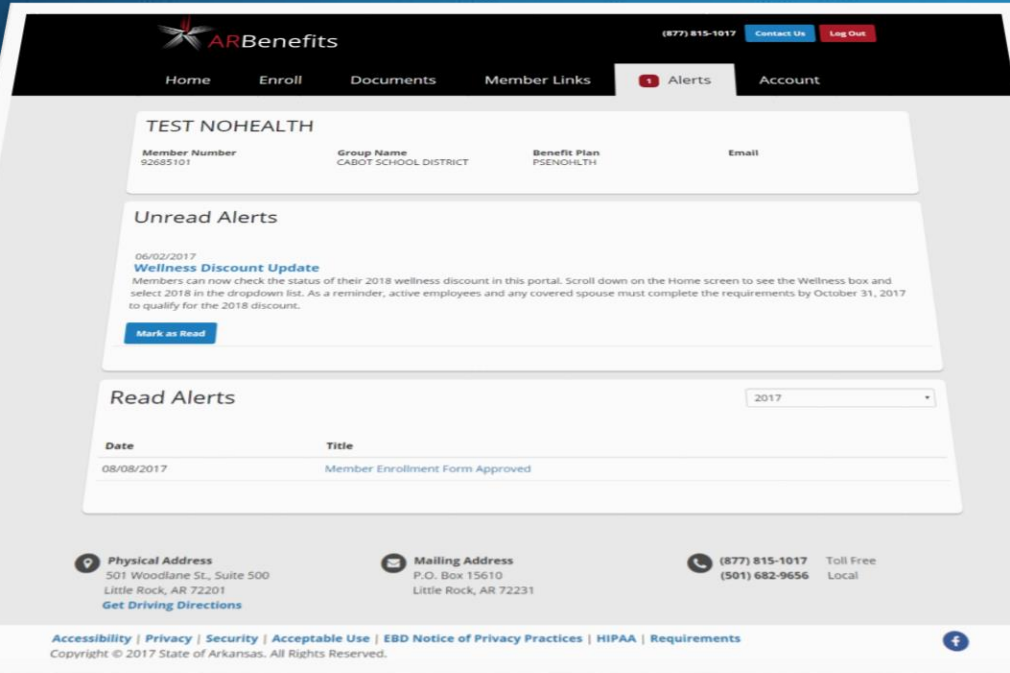 ARBenefits
(877) 815-1017 Contact Us Log Out
Home Enroll Documents Member Links 1 Alerts Account
TEST NOHEALTH
Member Number Group Name Benefit Plan Email
92685101 CABOT SCHOOL DISTRICT PSENOHLTH
Unread Alerts
06/02/2017
Wellness Discount Update
Members can now check the status of their 2018 wellness discount in this portal. Scroll down on the Home screen to see the Wellness box and
select 2018 in the dropdown list. As a reminder, active employees and any covered spouse must complete the requirements by October 31, 2017
to qualify for the 2018 discount.
Mark as Read
Read Alerts
2017
Date Title
08/08/2017 Member Enrollment Form Approved
Physical Address
501 Woodlane St., Suite 500
Little Rock, AR 72201
Get Driving Directions
Mailing Address
P.O. Box 15610
Little Rock, AR 72231
(877) 815-1017 Toll Free
(501) 682-9656 Local
Accessibility | Privacy | Security | Acceptable Use | EBD Notice of Privacy Practices | HIPAA | Requirements
Copyright © 2017 State of Arkansas. All Rights Reserved.